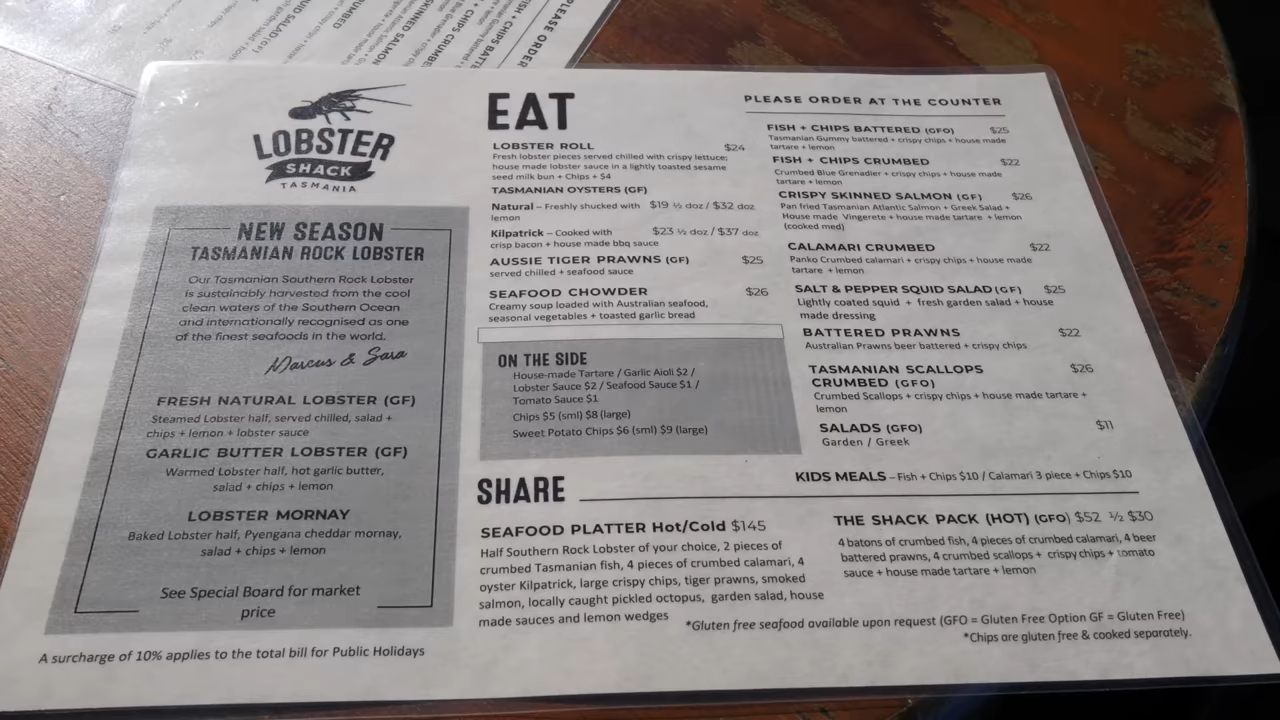 LOBSTER
SHACK
TASMANIA
NEW SEASON
TASMANIAN ROCK LOBSTER
Our Tasmanian Southern Rock Lobster
is sustainably harvested from the cool
clean waters of the Southern Ocean
and internationally recognised as one
of the finest seafoods in the world.
Marcus & Sara
FRESH NATURAL LOBSTER (GF)
Steamed Lobster half, served chilled, salad +
chips + lemon + lobster sauce
GARLIC BUTTER LOBSTER (GF)
Warmed Lobster half, hot garlic butter,
salad + chips + lemon
LOBSTER MORNAY
Baked Lobster half, Pyengana cheddar mornay,
salad + chips + lemon
See Special Board for market
price
A surcharge of 10% applies to the total bill for Public Holidays
EAT
LOBSTER ROLL $24
Fresh lobster pieces served chilled with crispy lettuce;
house made lobster sauce in a lightly toasted sesame
seed milk bun + Chips + $4
TASMANIAN OYSTERS (GF)
Natural – Freshly shucked with $19 ½ doz / $32 doz
lemon
Kilpatrick – Cooked with $23 ½ doz / $37 doz
crisp bacon + house made bbq sauce
AUSSIE TIGER PRAWNS (GF) $25
served chilled + seafood sauce
SEAFOOD CHOWDER $26
Creamy soup loaded with Australian seafood,
seasonal vegetables + toasted garlic bread
ON THE SIDE
House-made Tartare / Garlic Aioli $2 /
Lobster Sauce $2 / Seafood Sauce $1 /
Tomato Sauce $1
Chips $5 (sml) $8 (large)
Sweet Potato Chips $6 (sml) $9 (large)
PLEASE ORDER AT THE COUNTER
FISH + CHIPS BATTERED (GFO) $25
Tasmanian Gummy battered + crispy chips + house made
tartare + lemon
FISH + CHIPS CRUMBED $22
Crumbed Blue Grenadier + crispy chips + house made
tartare + lemon
CRISPY SKINNED SALMON (GF) $26
Pan fried Tasmanian Atlantic Salmon + Greek Salad +
House made Vingerete + house made tartare + lemon
(cooked med)
CALAMARI CRUMBED $22
Panko Crumbed calamari + crispy chips + house made
tartare + lemon
SALT & PEPPER SQUID SALAD (GF) $25
Lightly coated squid + fresh garden salad + house
made dressing
BATTERED PRAWNS $22
Australian Prawns beer battered + crispy chips
TASMANIAN SCALLOPS $26
CRUMBED (GFO)
Crumbed Scallops + crispy chips + house made tartare +
lemon
SALADS (GFO) $11
Garden / Greek
KIDS MEALS – Fish + Chips $10 / Calamari 3 piece + Chips $10
SHARE
SEAFOOD PLATTER Hot/Cold $145
Half Southern Rock Lobster of your choice, 2 pieces of
crumbed Tasmanian fish, 4 pieces of crumbed calamari, 4
oyster Kilpatrick, large crispy chips, tiger prawns, smoked
salmon, locally caught pickled octopus, garden salad, house
made sauces and lemon wedges
THE SHACK PACK (HOT) (GFO) $52 ½ $30
4 batons of crumbed fish, 4 pieces of crumbed calamari, 4 beer
battered prawns, 4 crumbed scallops + crispy chips + tomato
sauce + house made tartare + lemon
*Gluten free seafood available upon request (GFO = Gluten Free Option GF = Gluten Free)
*Chips are gluten free & cooked separately.
PLEASE ORDER
SKINNED SALMON